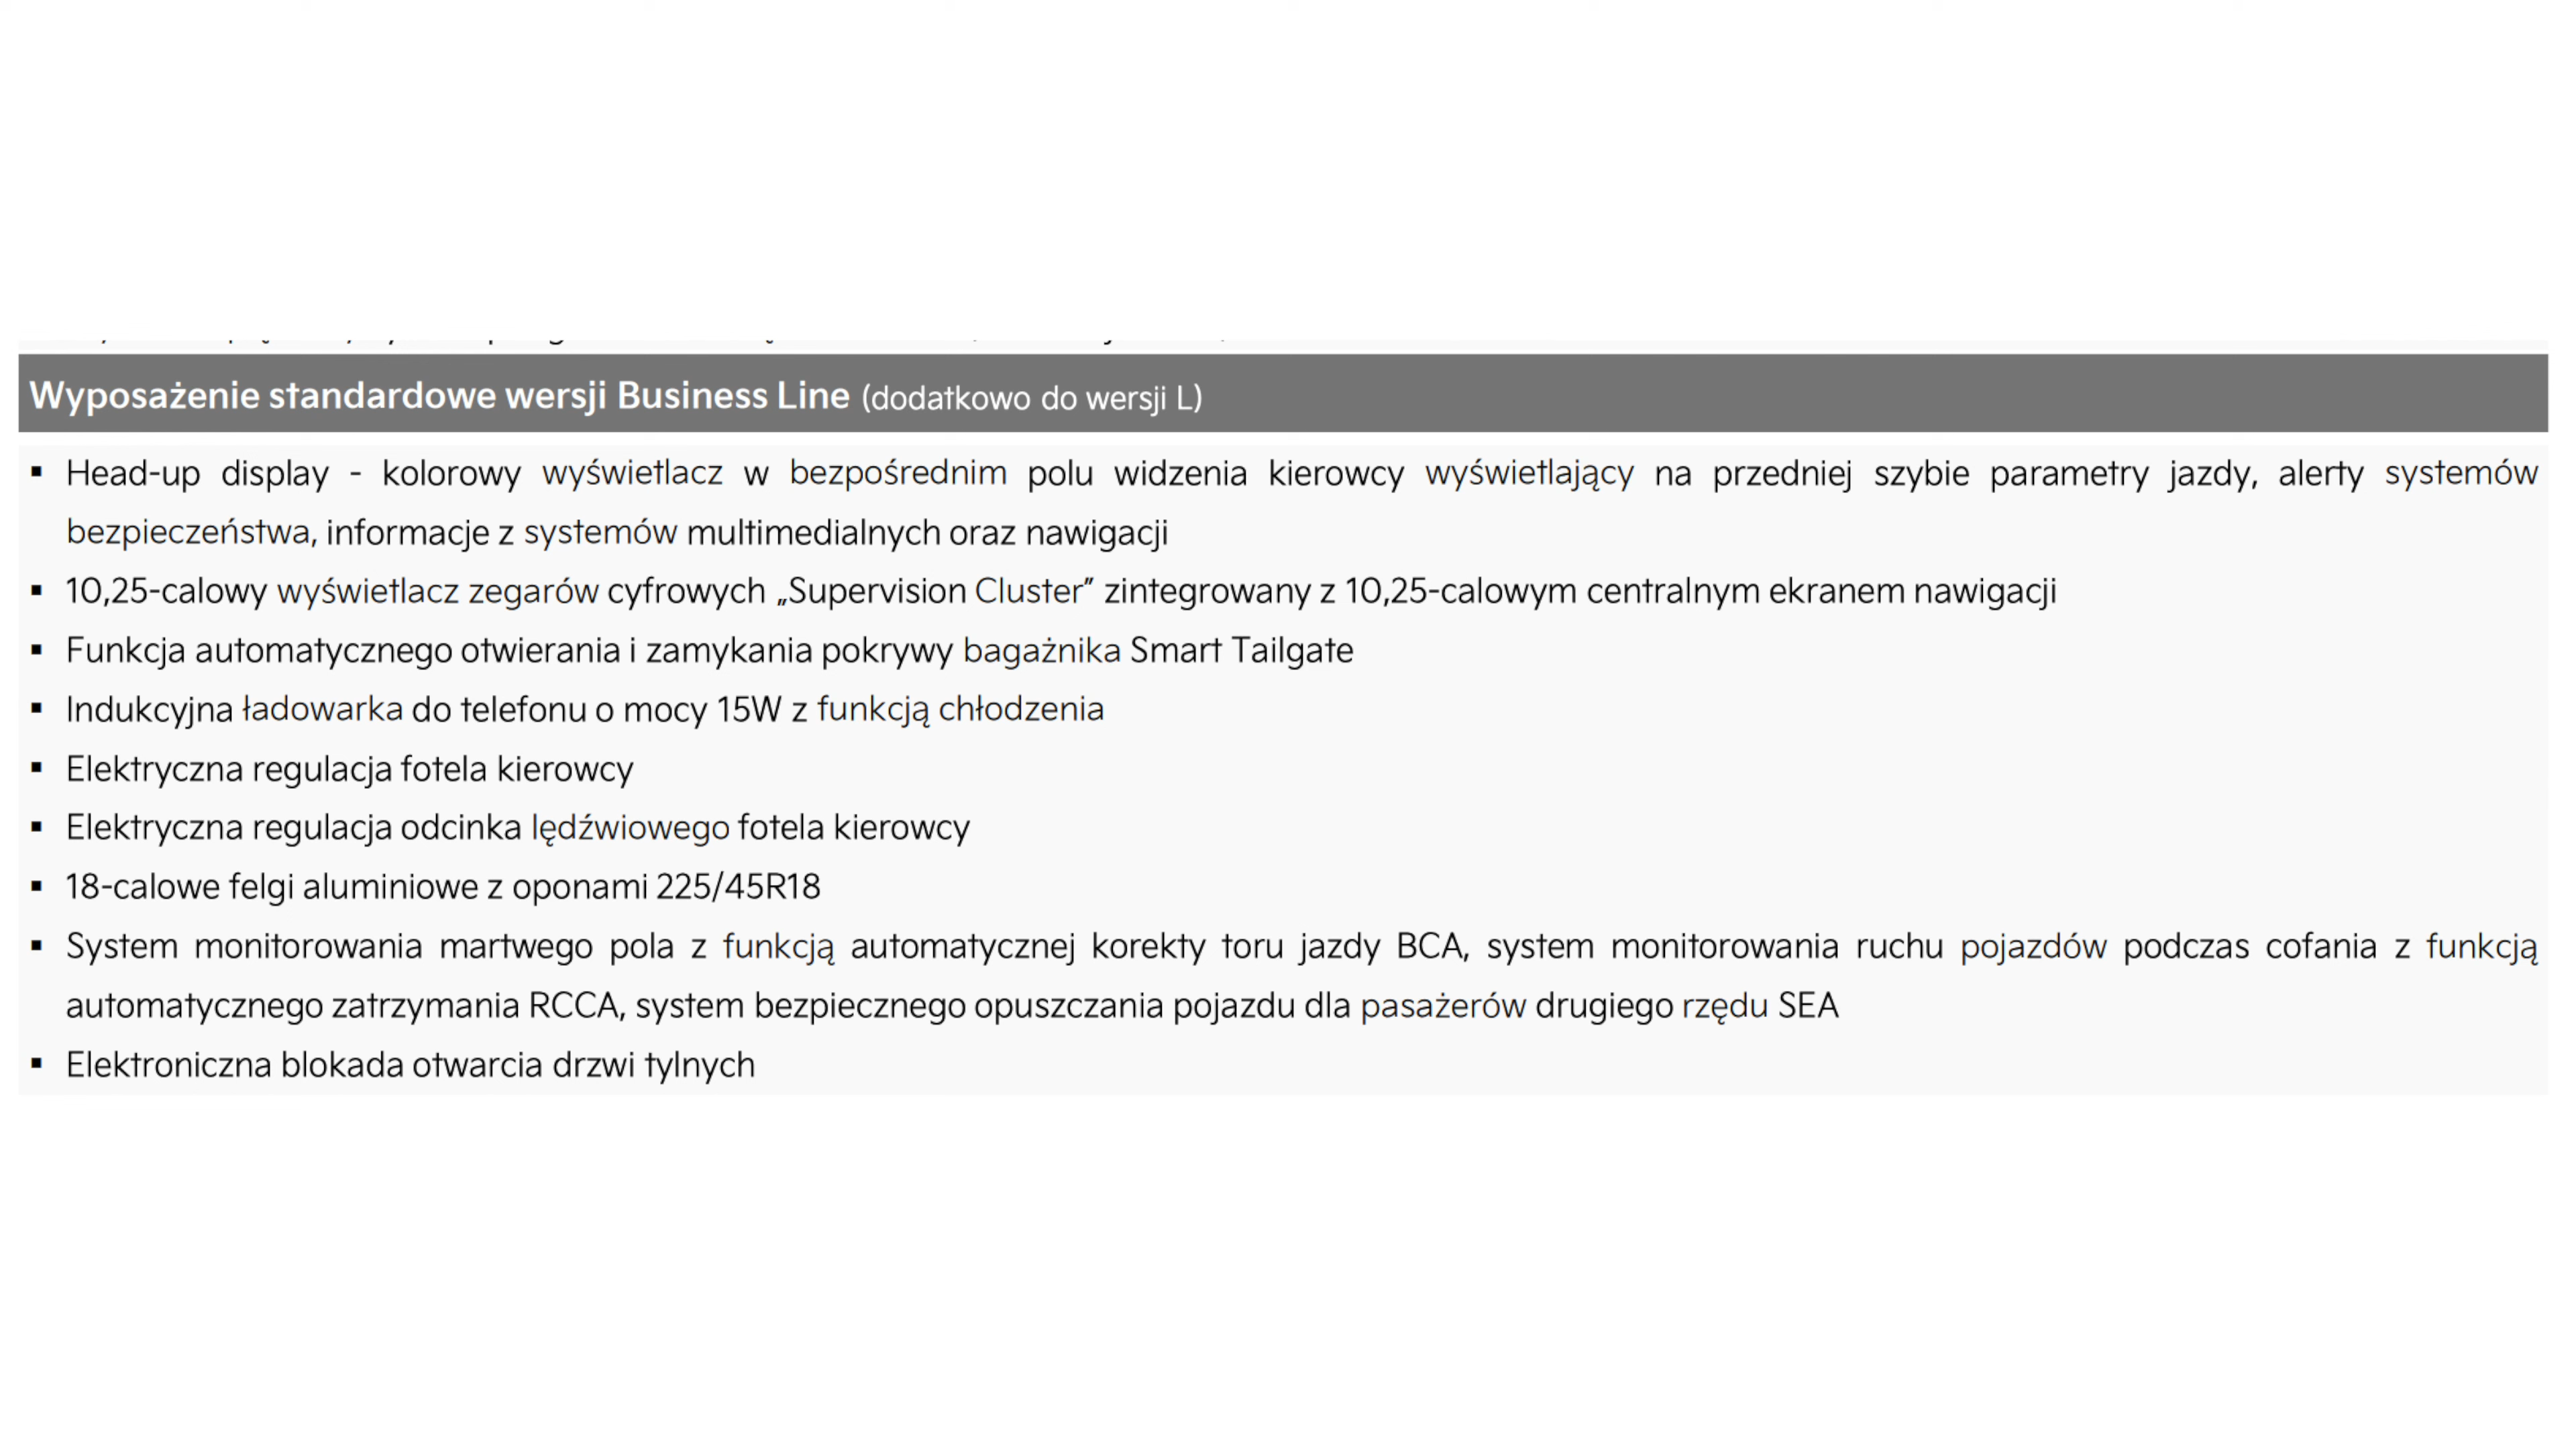 Wyposażenie standardowe wersji Business Line (dodatkowo do wersji L)
▪ Head-up display - kolorowy wyświetlacz w bezpośrednim polu widzenia kierowcy wyświetlający na przedniej szybie parametry jazdy, alerty systemów
bezpieczeństwa, informacje z systemów multimedialnych oraz nawigacji
▪ 10,25-calowy wyświetlacz zegarów cyfrowych „Supervision Cluster” zintegrowany z 10,25-calowym centralnym ekranem nawigacji
▪ Funkcja automatycznego otwierania i zamykania pokrywy bagażnika Smart Tailgate
▪ Indukcyjna ładowarka do telefonu o mocy 15W z funkcją chłodzenia
▪ Elektryczna regulacja fotela kierowcy
▪ Elektryczna regulacja odcinka lędźwiowego fotela kierowcy
▪ 18-calowe felgi aluminiowe z oponami 225/45R18
▪ System monitorowania martwego pola z funkcją automatycznej korekty toru jazdy BCA, system monitorowania ruchu pojazdów podczas cofania z funkcją
automatycznego zatrzymania RCCA, system bezpiecznego opuszczania pojazdu dla pasażerów drugiego rzędu SEA
▪ Elektroniczna blokada otwarcia drzwi tylnych